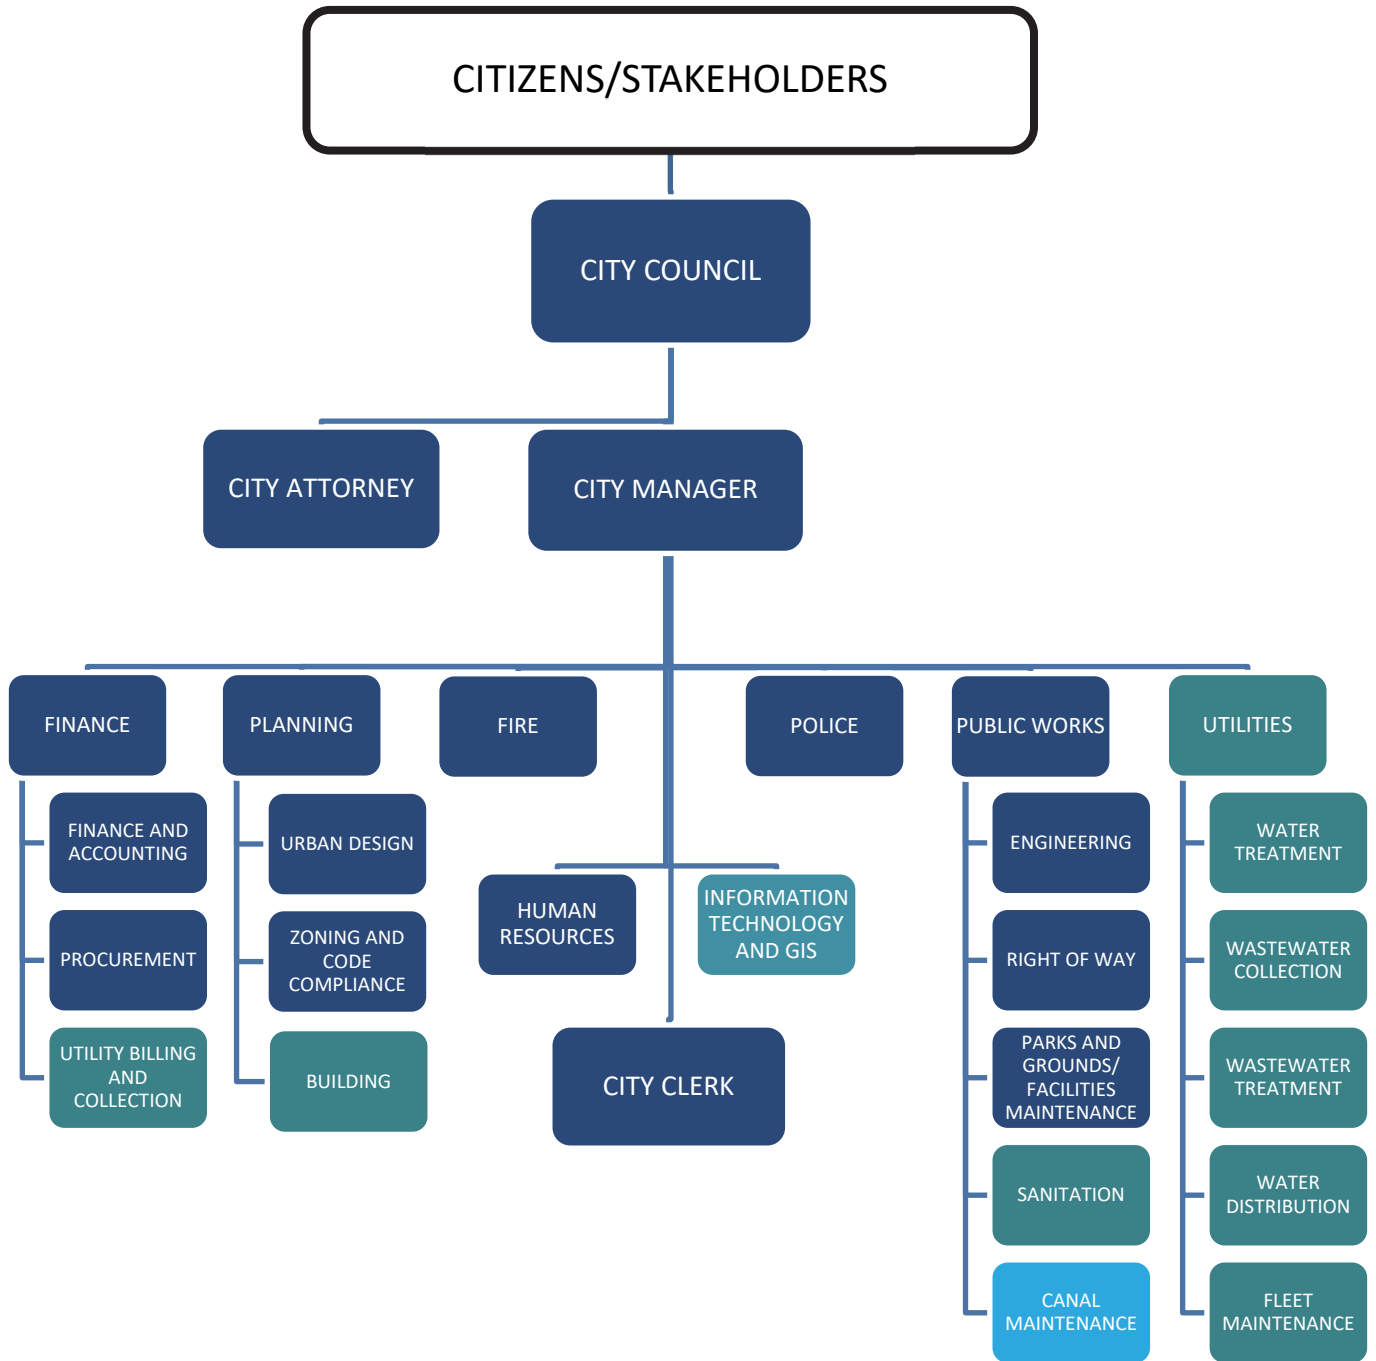 CITIZENS/STAKEHOLDERS
CITY COUNCIL
CITY ATTORNEY
CITY MANAGER
FINANCE
PLANNING
FIRE
POLICE
PUBLIC WORKS
UTILITIES
FINANCE AND
ACCOUNTING
PROCUREMENT
UTILITY BILLING
AND
COLLECTION
URBAN DESIGN
ZONING AND
CODE
COMPLIANCE
BUILDING
HUMAN
RESOURCES
INFORMATION
TECHNOLOGY
AND GIS
CITY CLERK
ENGINEERING
RIGHT OF WAY
PARKS AND
GROUNDS/
FACILITIES
MAINTENANCE
SANITATION
CANAL
MAINTENANCE
WATER
TREATMENT
WASTEWATER
COLLECTION
WASTEWATER
TREATMENT
WATER
DISTRIBUTION
FLEET
MAINTENANCE